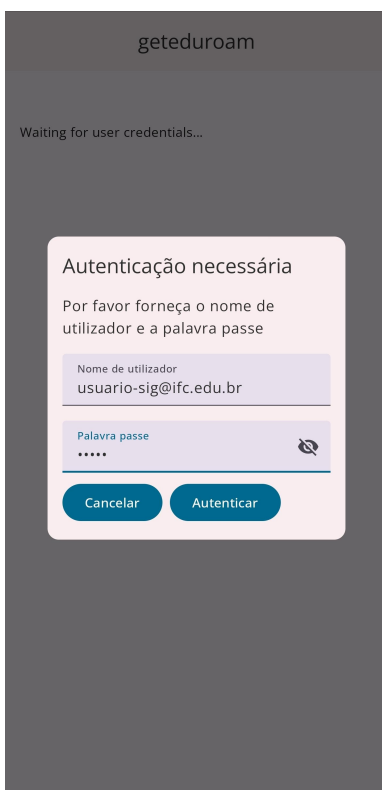 geteduroam
Waiting for user credentials...
Autenticação necessária
Por favor forneça o nome de
utilizador e a palavra passe
Nome de utilizador
usuario-sig@ifc.edu.br
Palavra passe
•••••
Cancelar
Autenticar